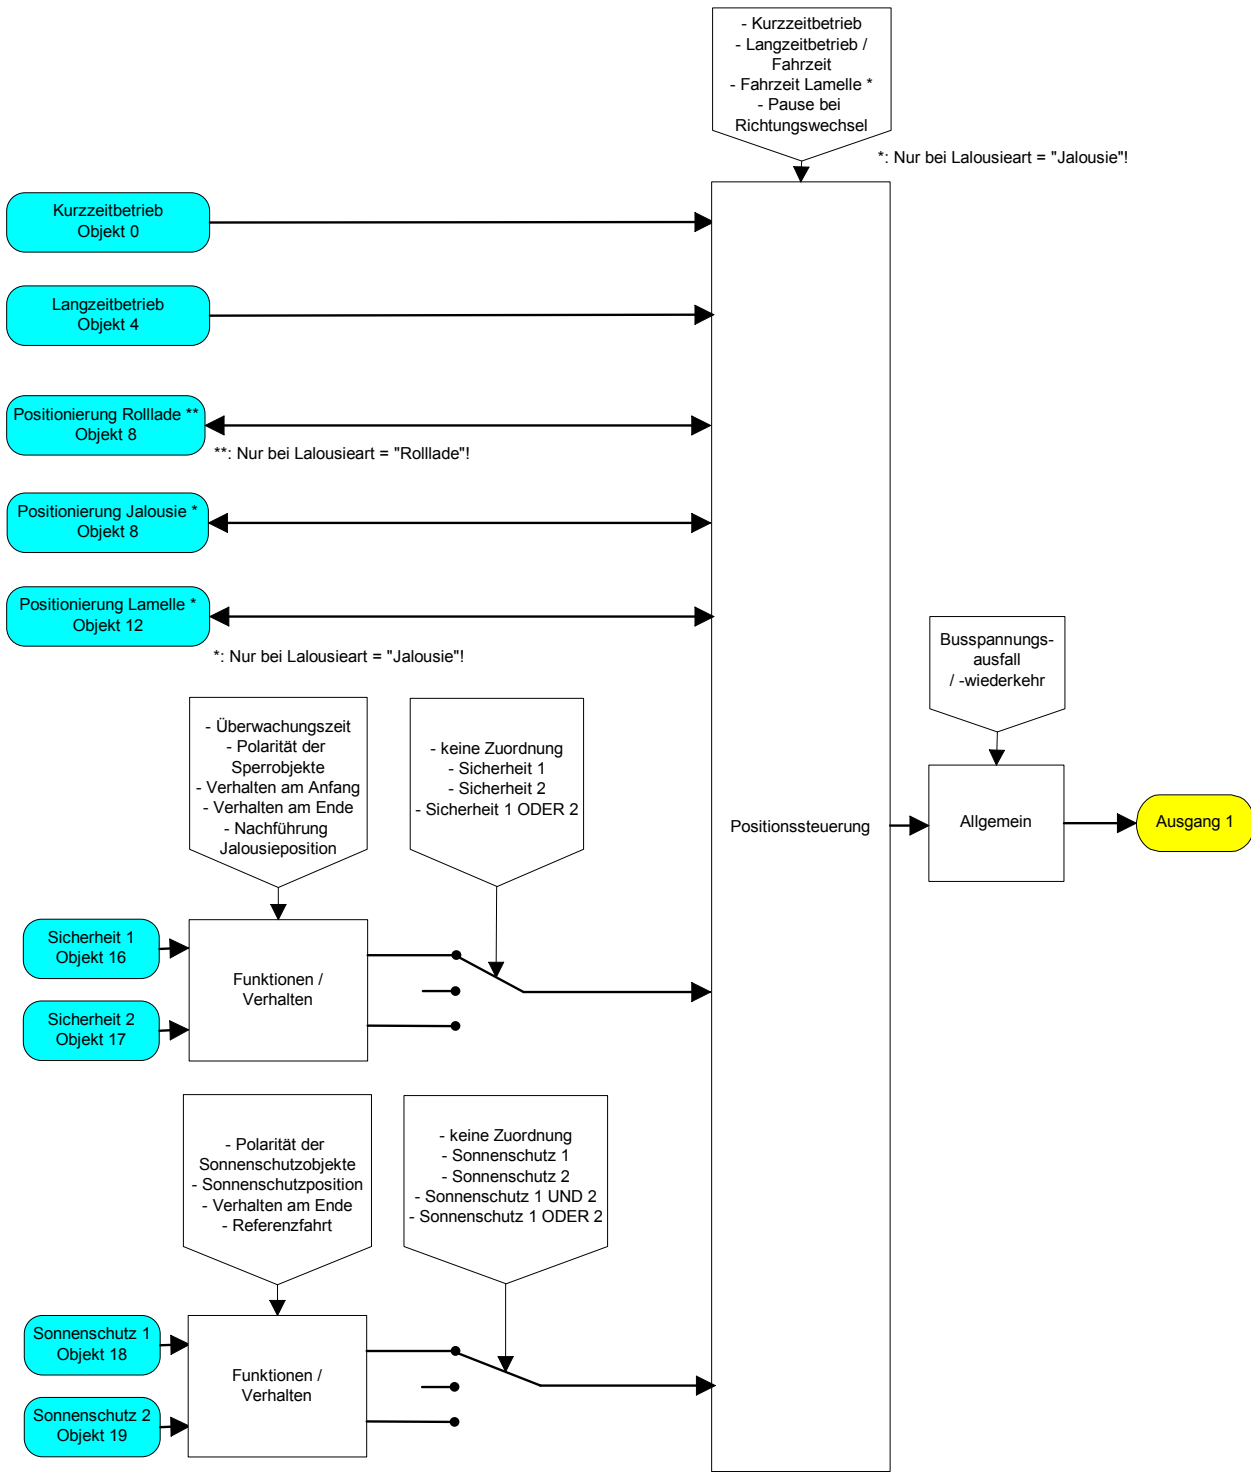 - Kurzzeitbetrieb
- Langzeitbetrieb /
Fahrzeit
- Fahrzeit Lamelle *
- Pause bei
Richtungswechsel
*: Nur bei Lalousieart = "Jalousie"!
Kurzzeitbetrieb
Objekt 0
Langzeitbetrieb
Objekt 4
Positionierung Rolllade **
Objekt 8
**: Nur bei Lalousieart = "Rolllade"!
Positionierung Jalousie *
Objekt 8
Positionierung Lamelle *
Objekt 12
*: Nur bei Lalousieart = "Jalousie"!
Busspannungs-
ausfall
/ -wiederkehr
- Überwachungszeit
- Polarität der
Sperrobjekte
- Verhalten am Anfang
- Verhalten am Ende
- Nachführung
Jalousieposition
- keine Zuordnung
- Sicherheit 1
- Sicherheit 2
- Sicherheit 1 ODER 2
Positionssteuerung
Allgemein
Ausgang 1
Sicherheit 1
Objekt 16
Funktionen /
Verhalten
Sicherheit 2
Objekt 17
- Polarität der
Sonnenschutzobjekte
- Sonnenschutzposition
- Verhalten am Ende
- Referenzfahrt
- keine Zuordnung
- Sonnenschutz 1
- Sonnenschutz 2
- Sonnenschutz 1 UND 2
- Sonnenschutz 1 ODER 2
Sonnenschutz 1
Objekt 18
Funktionen /
Verhalten
Sonnenschutz 2
Objekt 19